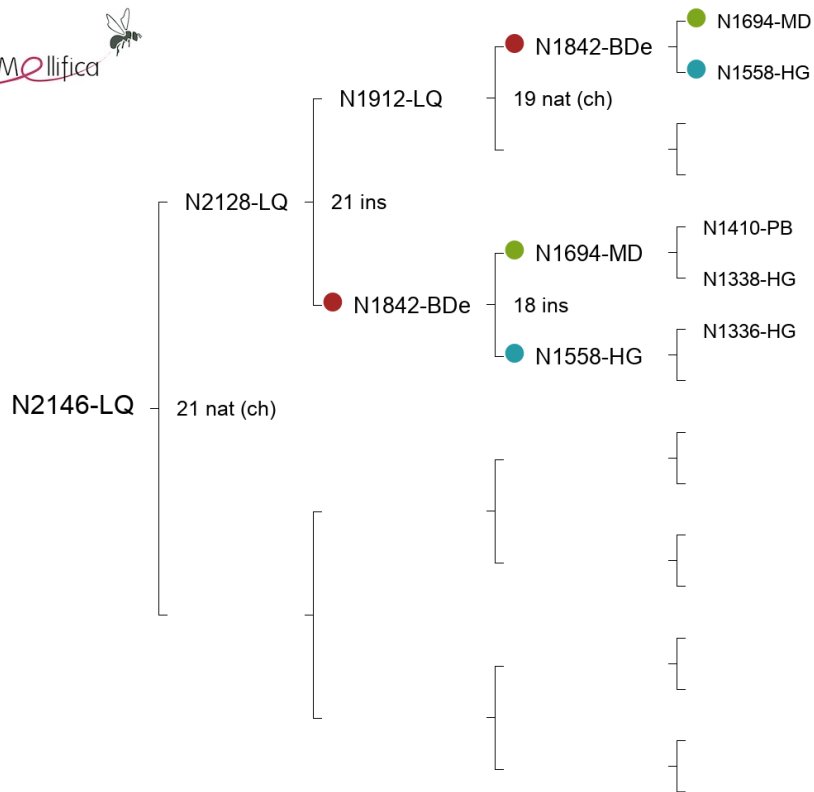 Mellifica
N1694-MD
N1842-BDe
N1558-HG
N1912-LQ
19 nat (ch)
N2128-LQ
21 ins
N1410-PB
N1694-MD
N1338-HG
N1842-BDe
18 ins
N1336-HG
N1558-HG
N2146-LQ
21 nat (ch)